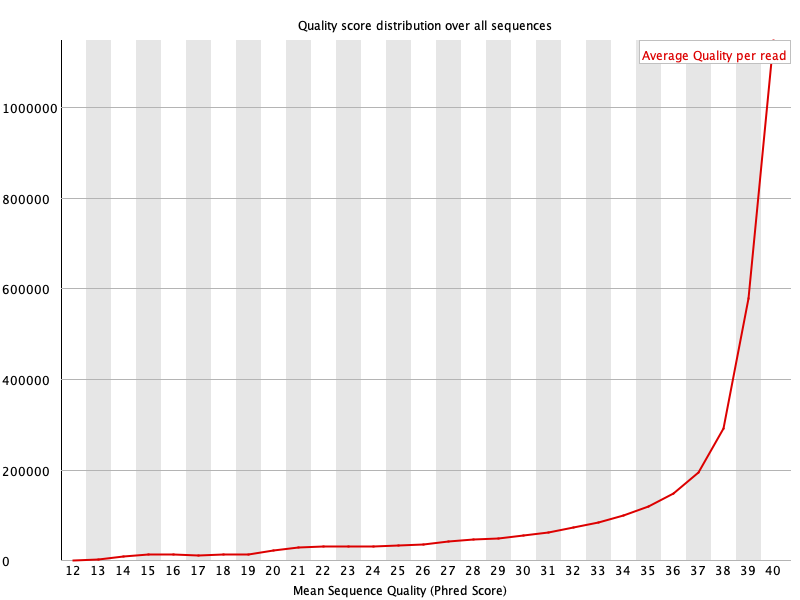 Quality score distribution over all sequences
Average Quality per read
1000000
800000
600000
400000
200000
0
12 13 14 15 16 17 18 19 20 21 22 23 24 25 26 27 28 29 30 31 32 33 34 35 36 37 38 39 40
Mean Sequence Quality (Phred Score)